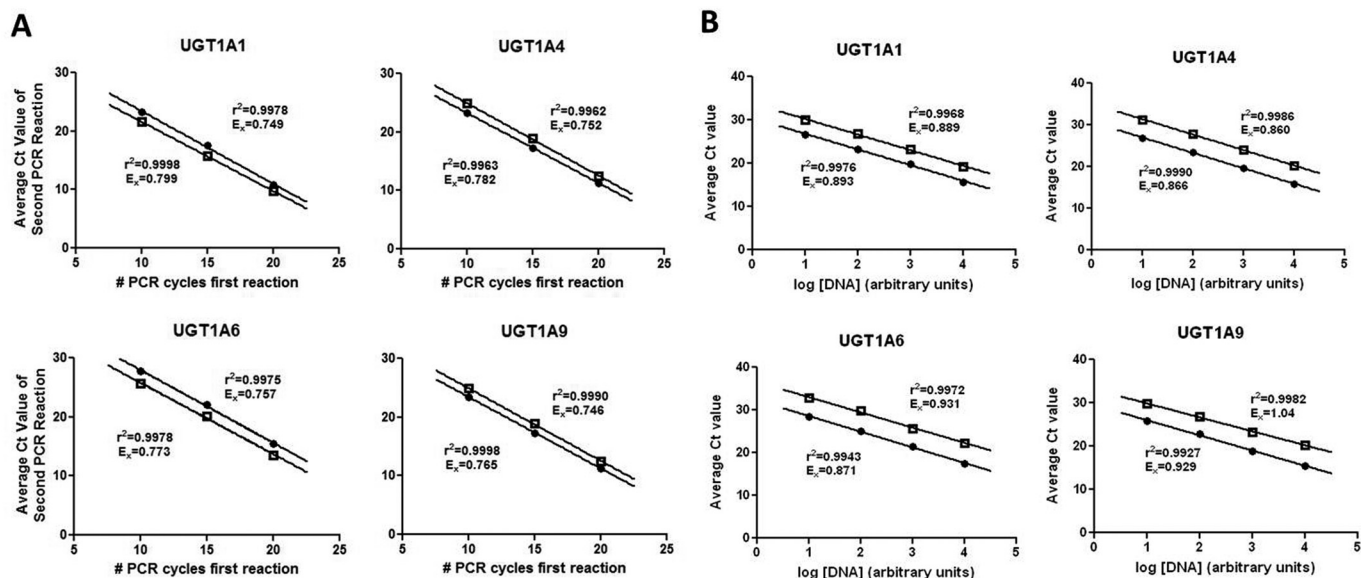 A
UGT1A1
Average Ct Value of
Second PCR Reaction
30
20
10
0
r²=0.9978
Eₓ=0.749
r²=0.9998
Eₓ=0.799
5 10 15 20 25
# PCR cycles first reaction
UGT1A4
30
20
10
0
r²=0.9962
Eₓ=0.752
r²=0.9963
Eₓ=0.782
5 10 15 20 25
# PCR cycles first reaction
UGT1A6
Average Ct Value of
Second PCR Reaction
30
20
10
0
r²=0.9975
Eₓ=0.757
r²=0.9978
Eₓ=0.773
5 10 15 20 25
# PCR cycles first reaction
UGT1A9
30
20
10
0
r²=0.9990
Eₓ=0.746
r²=0.9998
Eₓ=0.765
5 10 15 20 25
# PCR cycles first reaction
B
UGT1A1
Average Ct value
40
30
20
10
0
r²=0.9968
Eₓ=0.889
r²=0.9976
Eₓ=0.893
0 1 2 3 4 5
log [DNA] (arbitrary units)
UGT1A4
Average Ct value
40
30
20
10
0
r²=0.9986
Eₓ=0.860
r²=0.9990
Eₓ=0.866
0 1 2 3 4 5
log [DNA] (arbitrary units)
UGT1A6
Average Ct value
40
30
20
10
0
r²=0.9972
Eₓ=0.931
r²=0.9943
Eₓ=0.871
0 1 2 3 4 5
log [DNA] (arbitrary units)
UGT1A9
Average Ct value
40
30
20
10
0
r²=0.9982
Eₓ=1.04
r²=0.9927
Eₓ=0.929
0 1 2 3 4 5
log [DNA] (arbitrary units)